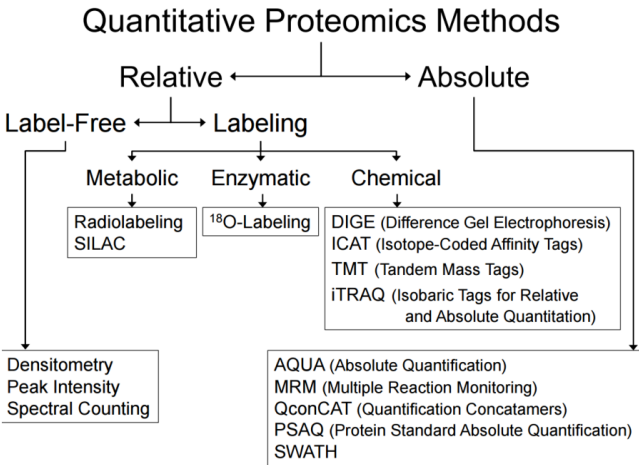 Quantitative Proteomics Methods
Relative
Absolute
Label-Free
Labeling
Metabolic
Enzymatic
Chemical
Radiolabeling
SILAC
¹⁸O-Labeling
DIGE (Difference Gel Electrophoresis)
ICAT (Isotope-Coded Affinity Tags)
TMT (Tandem Mass Tags)
iTRAQ (Isobaric Tags for Relative
and Absolute Quantitation)
Densitometry
Peak Intensity
Spectral Counting
AQUA (Absolute Quantification)
MRM (Multiple Reaction Monitoring)
QconCAT (Quantification Concatamers)
PSAQ (Protein Standard Absolute Quantification)
SWATH